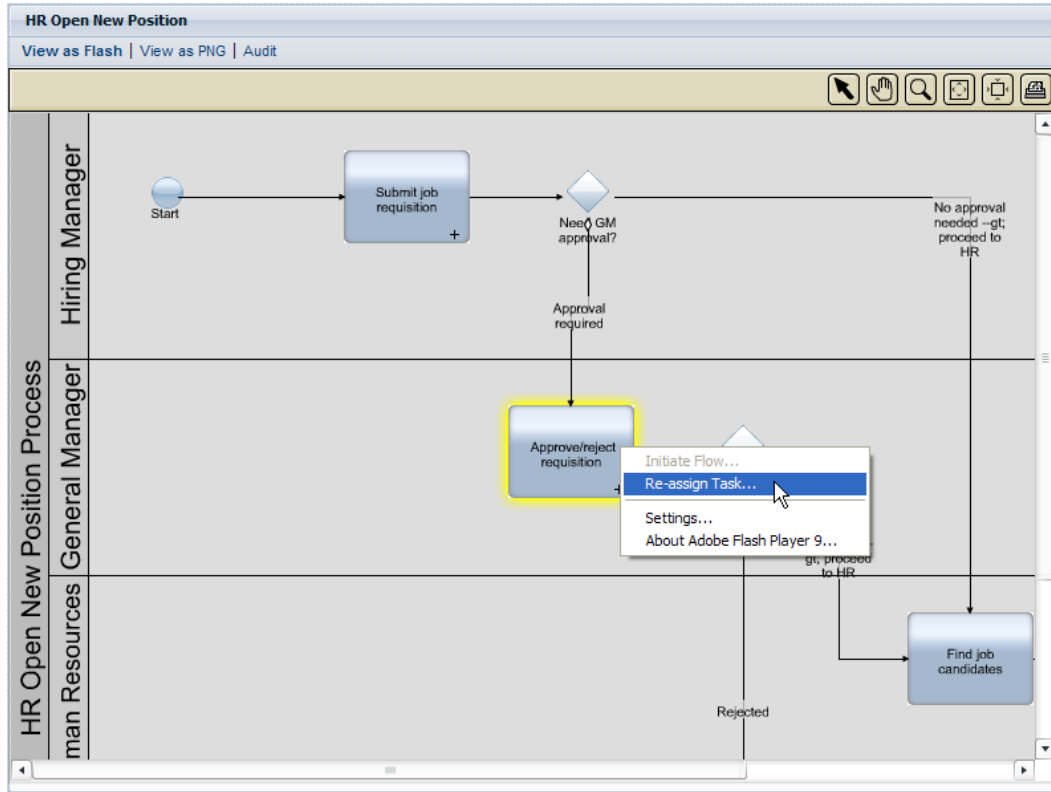 HR Open New Position
View as Flash | View as PNG | Audit
HR Open New Position Process
Hiring Manager
Start
Submit job
requisition
+
Need GM
approval?
No approval
needed --gt;
proceed to
HR
Approval
required
General Manager
Approve/reject
requisition
+
Initiate Flow...
Re-assign Task...
Settings...
About Adobe Flash Player 9...
gt; proceed
to HR
man Resources
Find job
candidates
Rejected